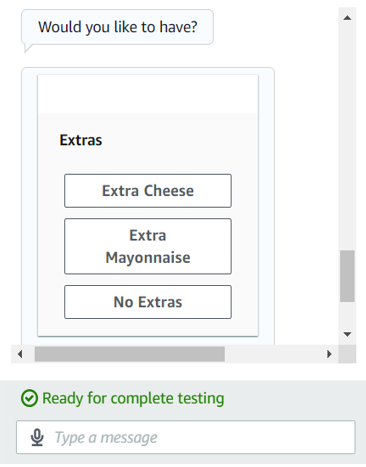 Would you like to have?
Extras
Extra Cheese
Extra
Mayonnaise
No Extras
Ready for complete testing
Type a message